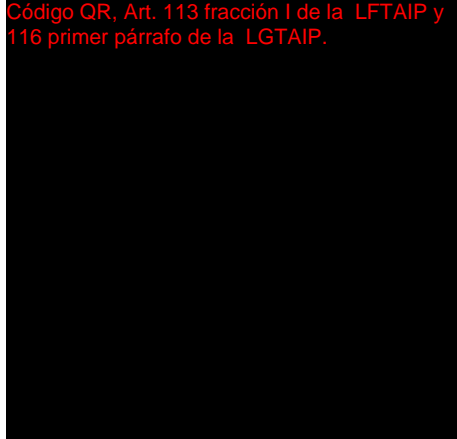 Código QR, Art. 113 fracción I de la  LFTAIP y
116 primer párrafo de la  LGTAIP.